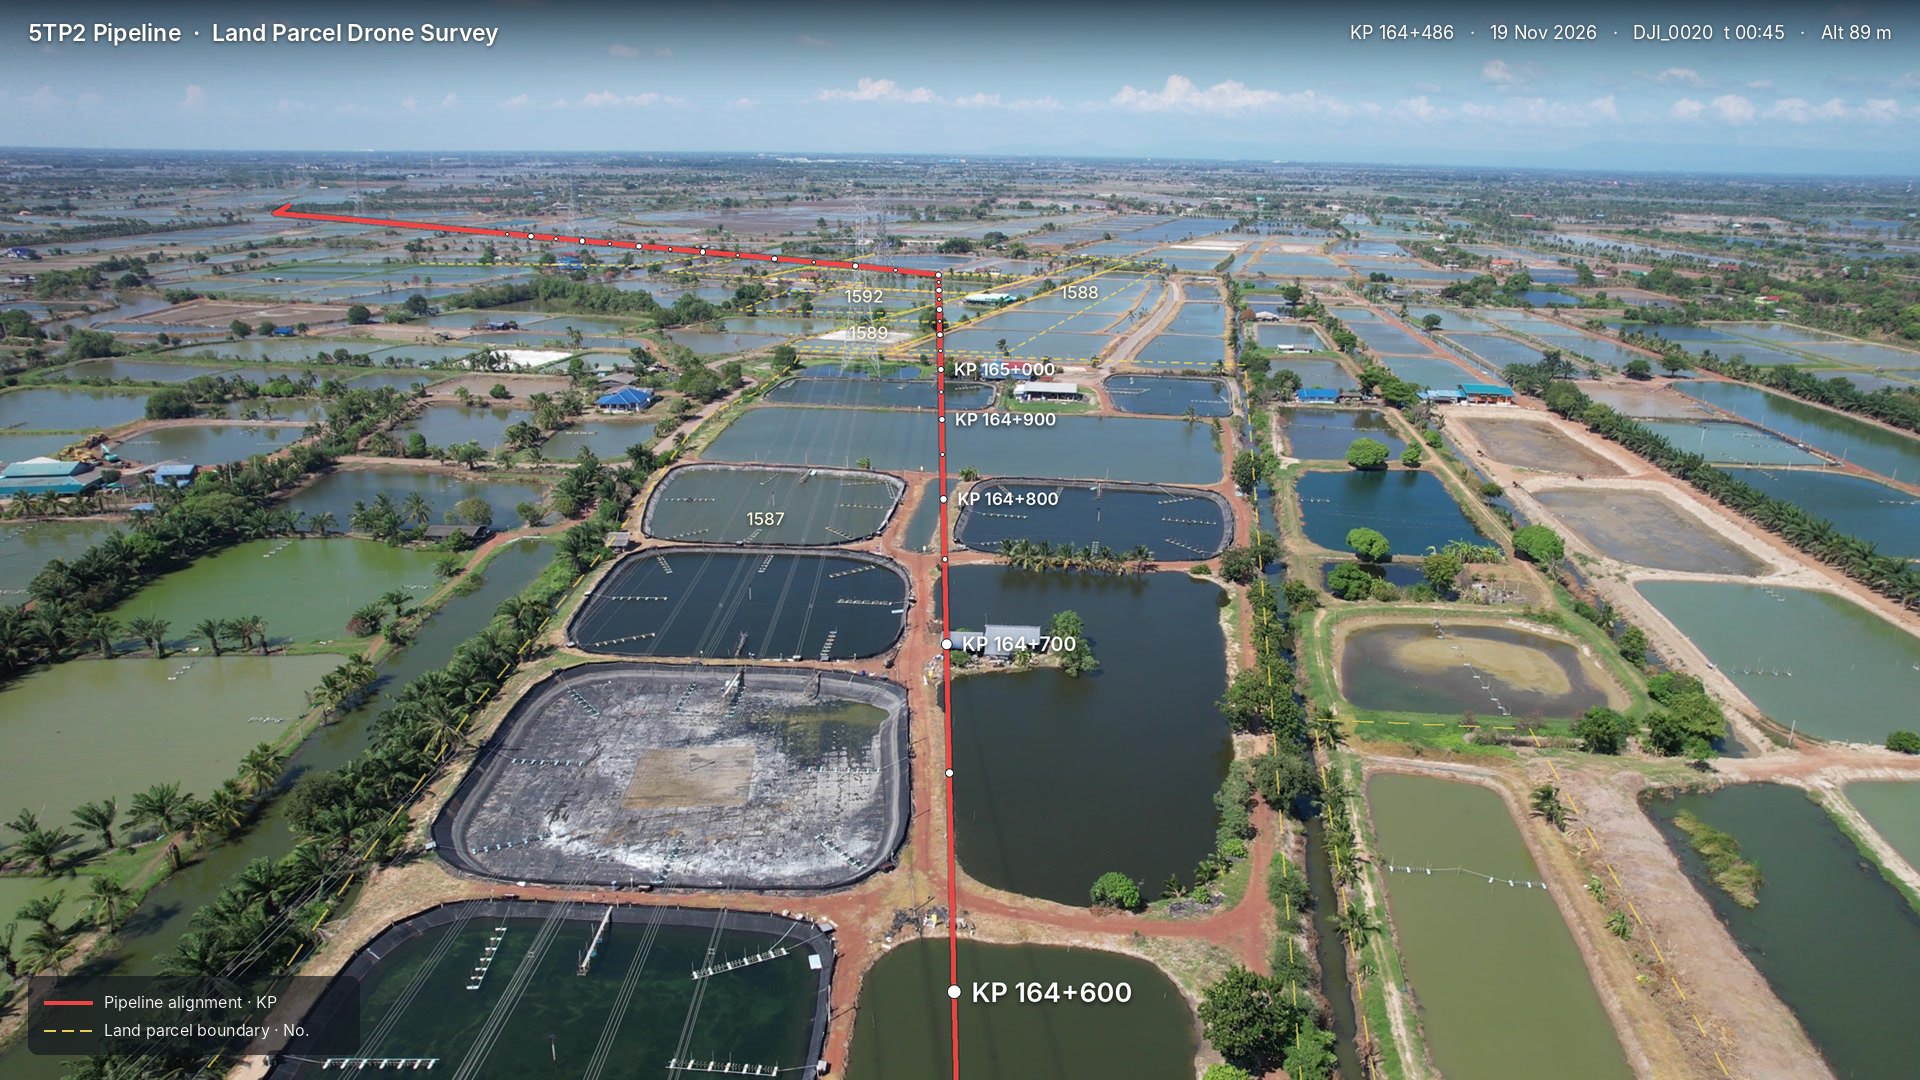 5TP2 Pipeline · Land Parcel Drone Survey
KP 164+486 · 19 Nov 2026 · DJI_0020 t 00:45 · Alt 89 m
1592
1588
1589
KP 165+000
KP 164+900
KP 164+800
1587
KP 164+700
KP 164+600
Pipeline alignment · KP
Land parcel boundary · No.